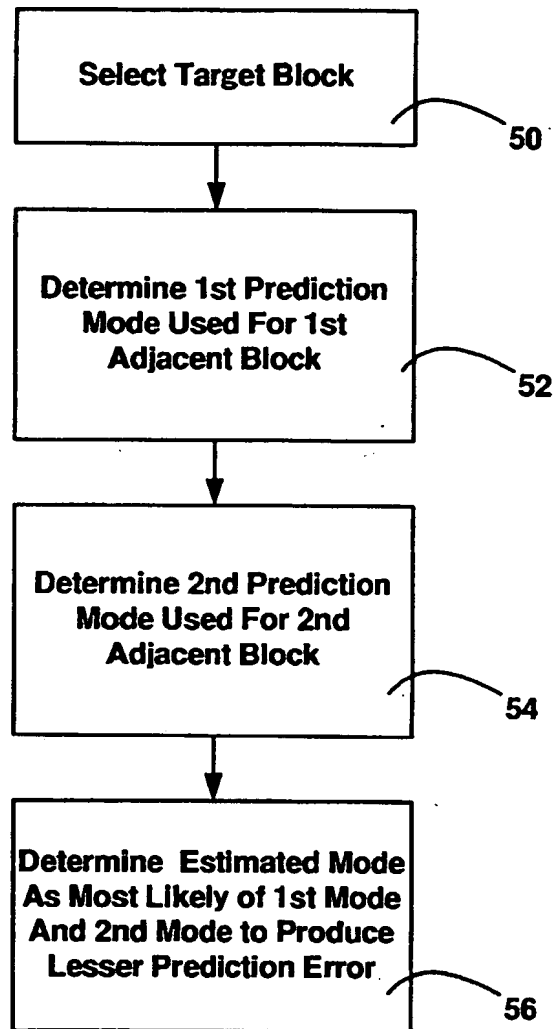 Select Target Block
50
Determine 1st Prediction
Mode Used For 1st
Adjacent Block
52
Determine 2nd Prediction
Mode Used For 2nd
Adjacent Block
54
Determine Estimated Mode
As Most Likely of 1st Mode
And 2nd Mode to Produce
Lesser Prediction Error
56